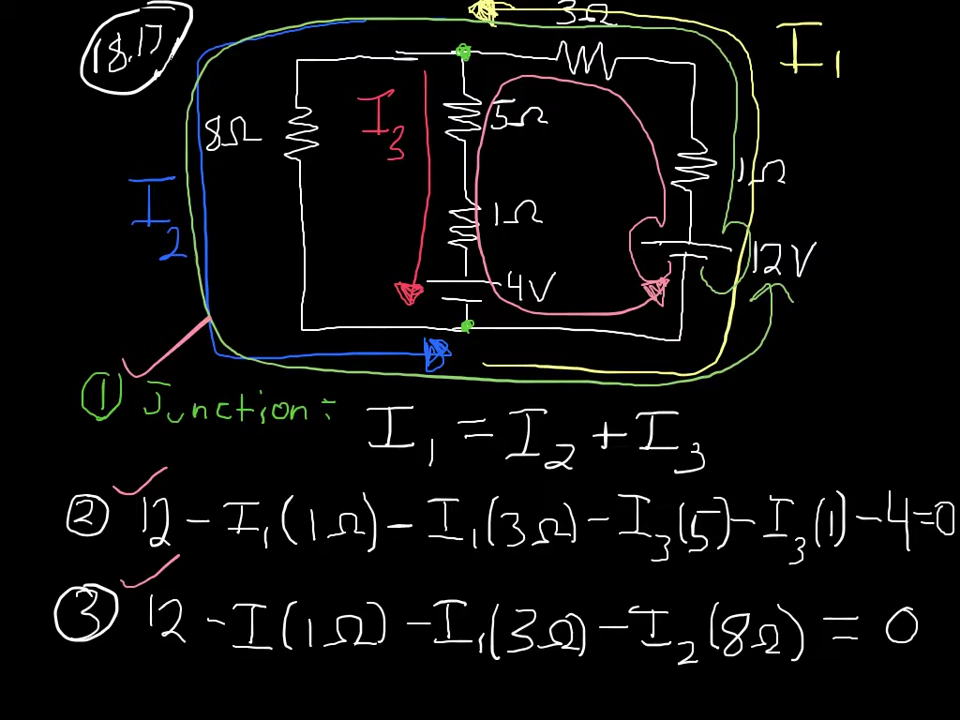 18.17
3Ω
I₁
8Ω
I₃
5Ω
1Ω
I₂
1Ω
12V
4V
① Junction:
I₁ = I₂ + I₃
② 12 - I₁(1Ω) - I₁(3Ω) - I₃(5) - I₃(1) - 4 = 0
③ 12 - I(1Ω) - I₁(3Ω) - I₂(8Ω) = 0